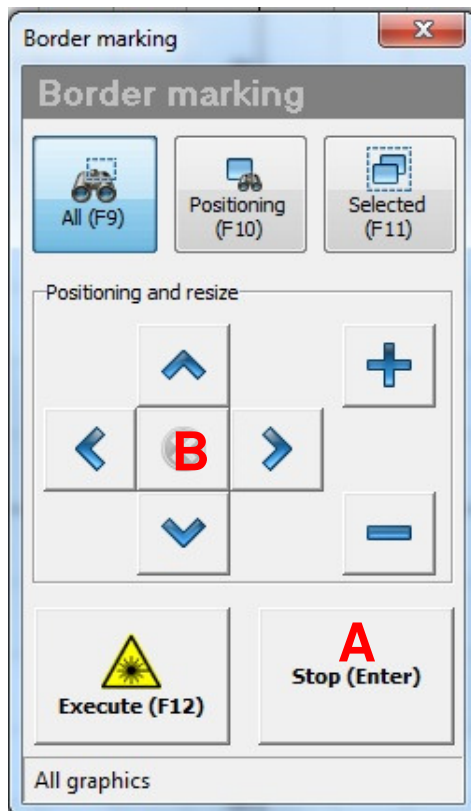 Border marking
Border marking
All (F9)
Positioning
(F10)
Selected
(F11)
Positioning and resize
B
A
Execute (F12)
Stop (Enter)
All graphics